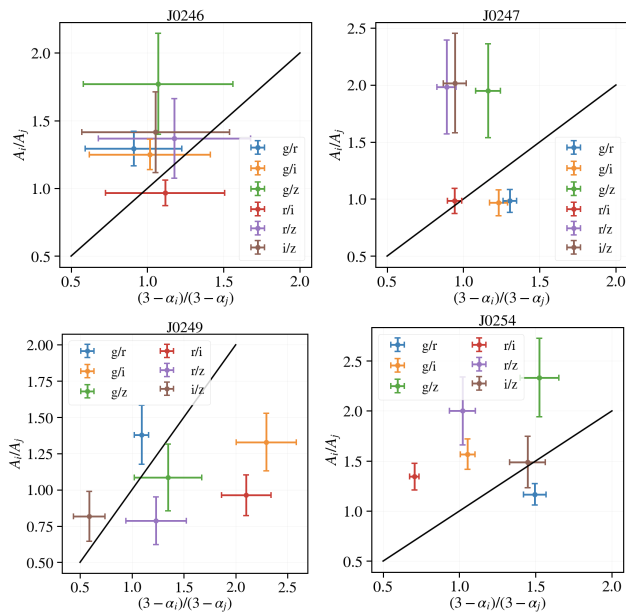 J0246
2.0
1.5
1.0
0.5
A_i/A_j
g/r
g/i
g/z
r/i
r/z
i/z
0.5 1.0 1.5 2.0
(3 − α_i)/(3 − α_j)
J0247
2.5
2.0
1.5
1.0
0.5
g/r
g/i
g/z
r/i
r/z
i/z
0.5 1.0 1.5 2.0
(3 − α_i)/(3 − α_j)
J0249
2.00
1.75
1.50
1.25
1.00
0.75
0.50
A_i/A_j
g/r r/i
g/i r/z
g/z i/z
0.5 1.0 1.5 2.0 2.5
(3 − α_i)/(3 − α_j)
J0254
2.5
2.0
1.5
1.0
0.5
g/r r/i
g/i r/z
g/z i/z
0.5 1.0 1.5 2.0
(3 − α_i)/(3 − α_j)